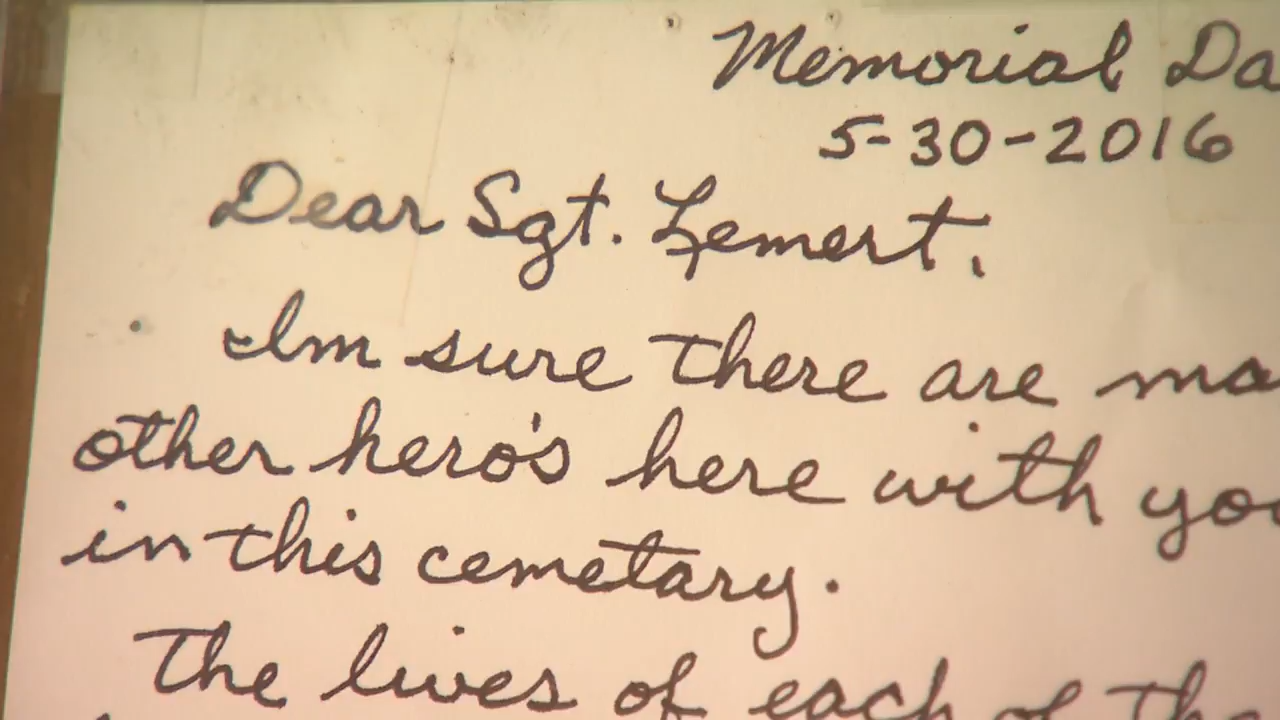 Memorial Da
5-30-2016
Dear Sgt. Lemert.
Im sure there are ma
other hero's here with you
in this cemetary.
The lives of each of the